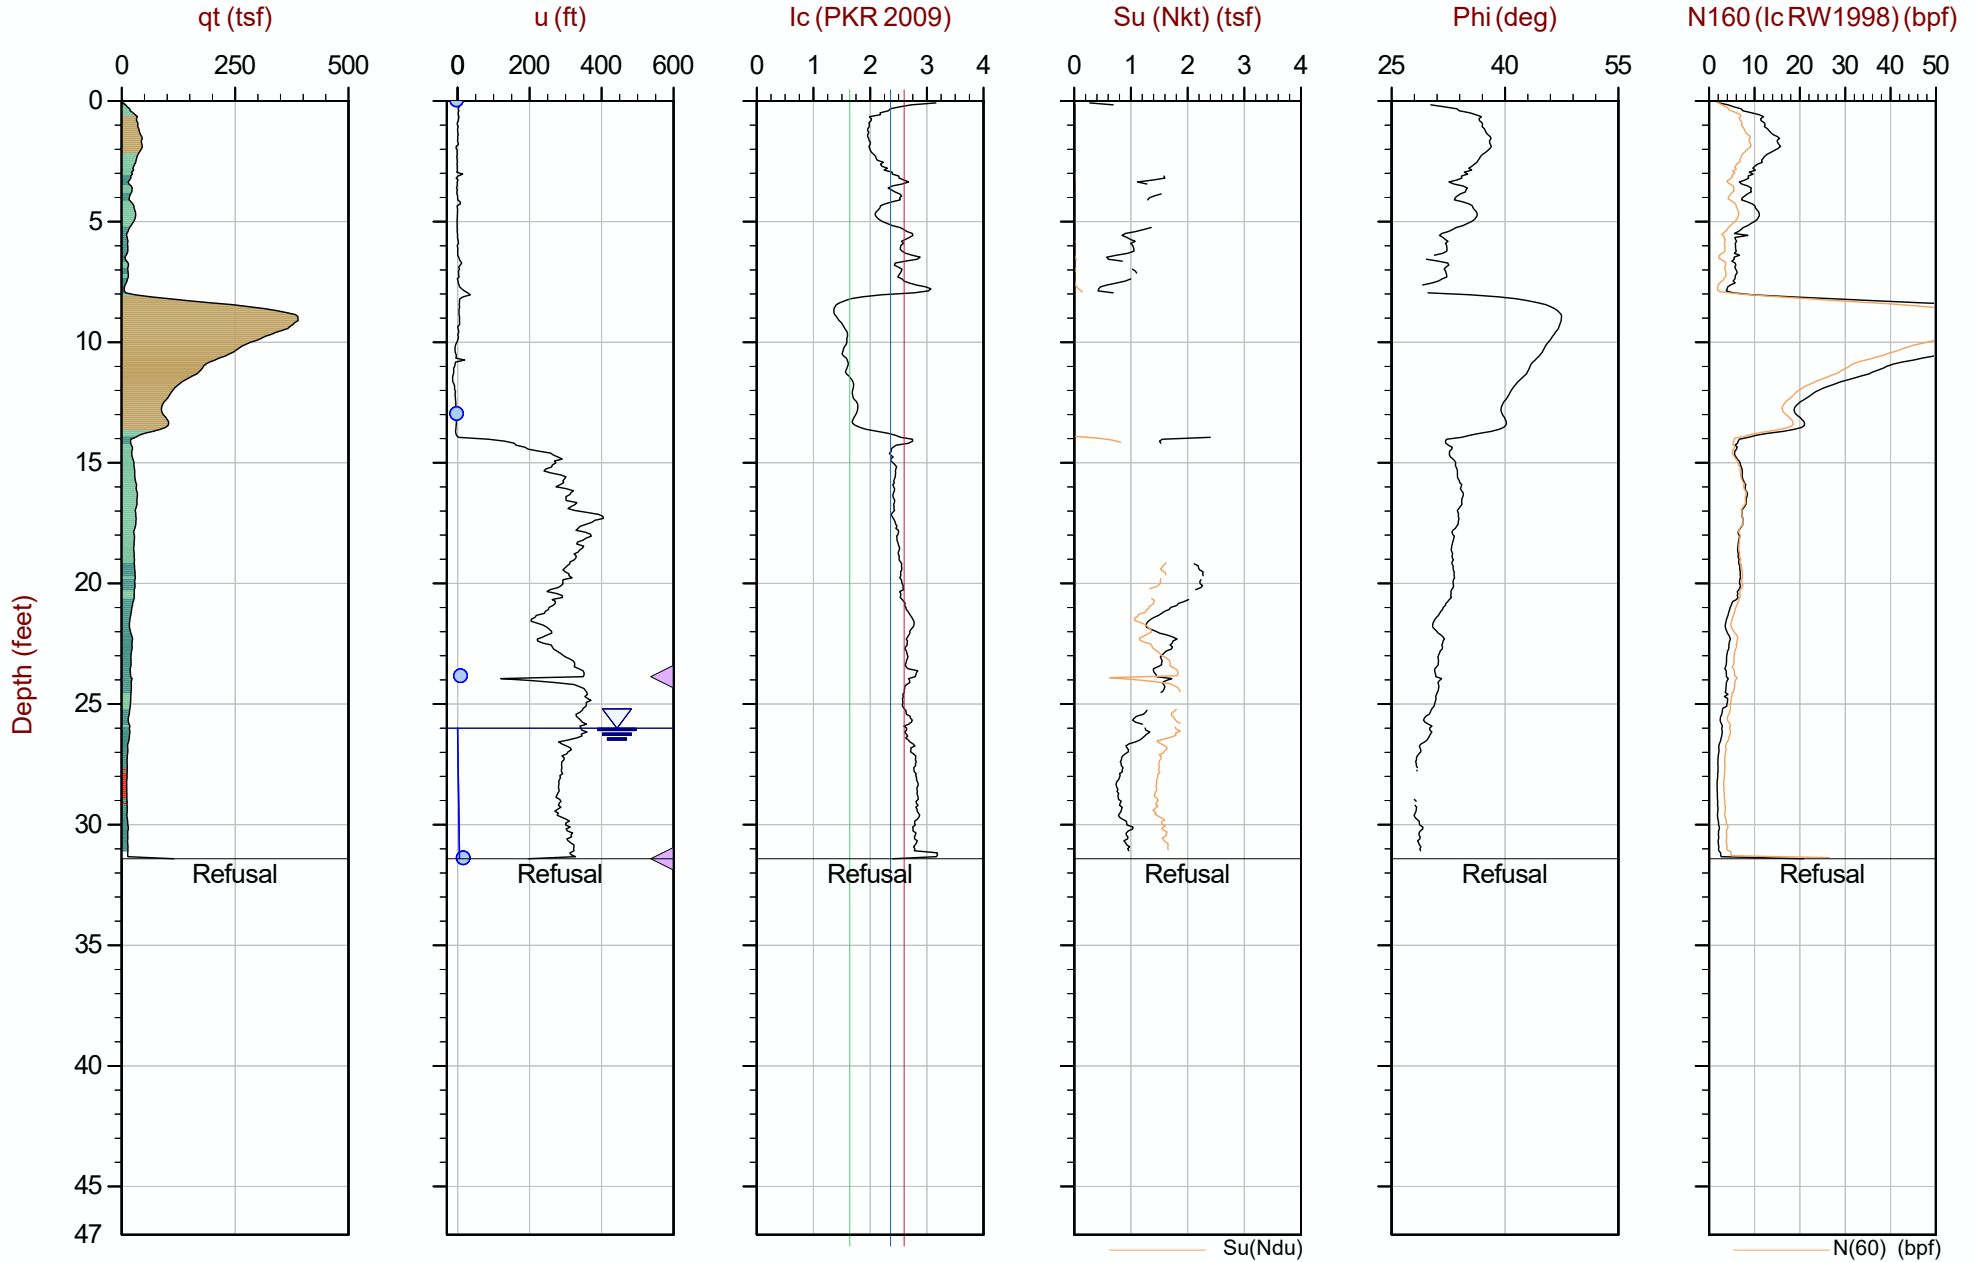 qt (tsf) u (ft) Ic (PKR 2009) Su (Nkt) (tsf) Phi (deg) N160 (Ic RW1998) (bpf)
0 250 500 0 200 400 600 0 1 2 3 4 0 1 2 3 4 25 40 55 0 10 20 30 40 50
0
5
10
15
20
Depth (feet)
25
30
Refusal Refusal Refusal Refusal Refusal Refusal
35
40
45
47
Su(Ndu) N(60) (bpf)